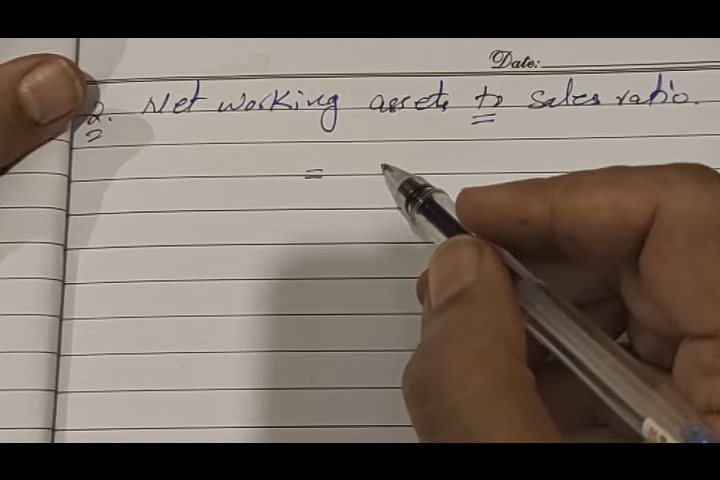 Date:
2. Net working assets to sales ratio.
=